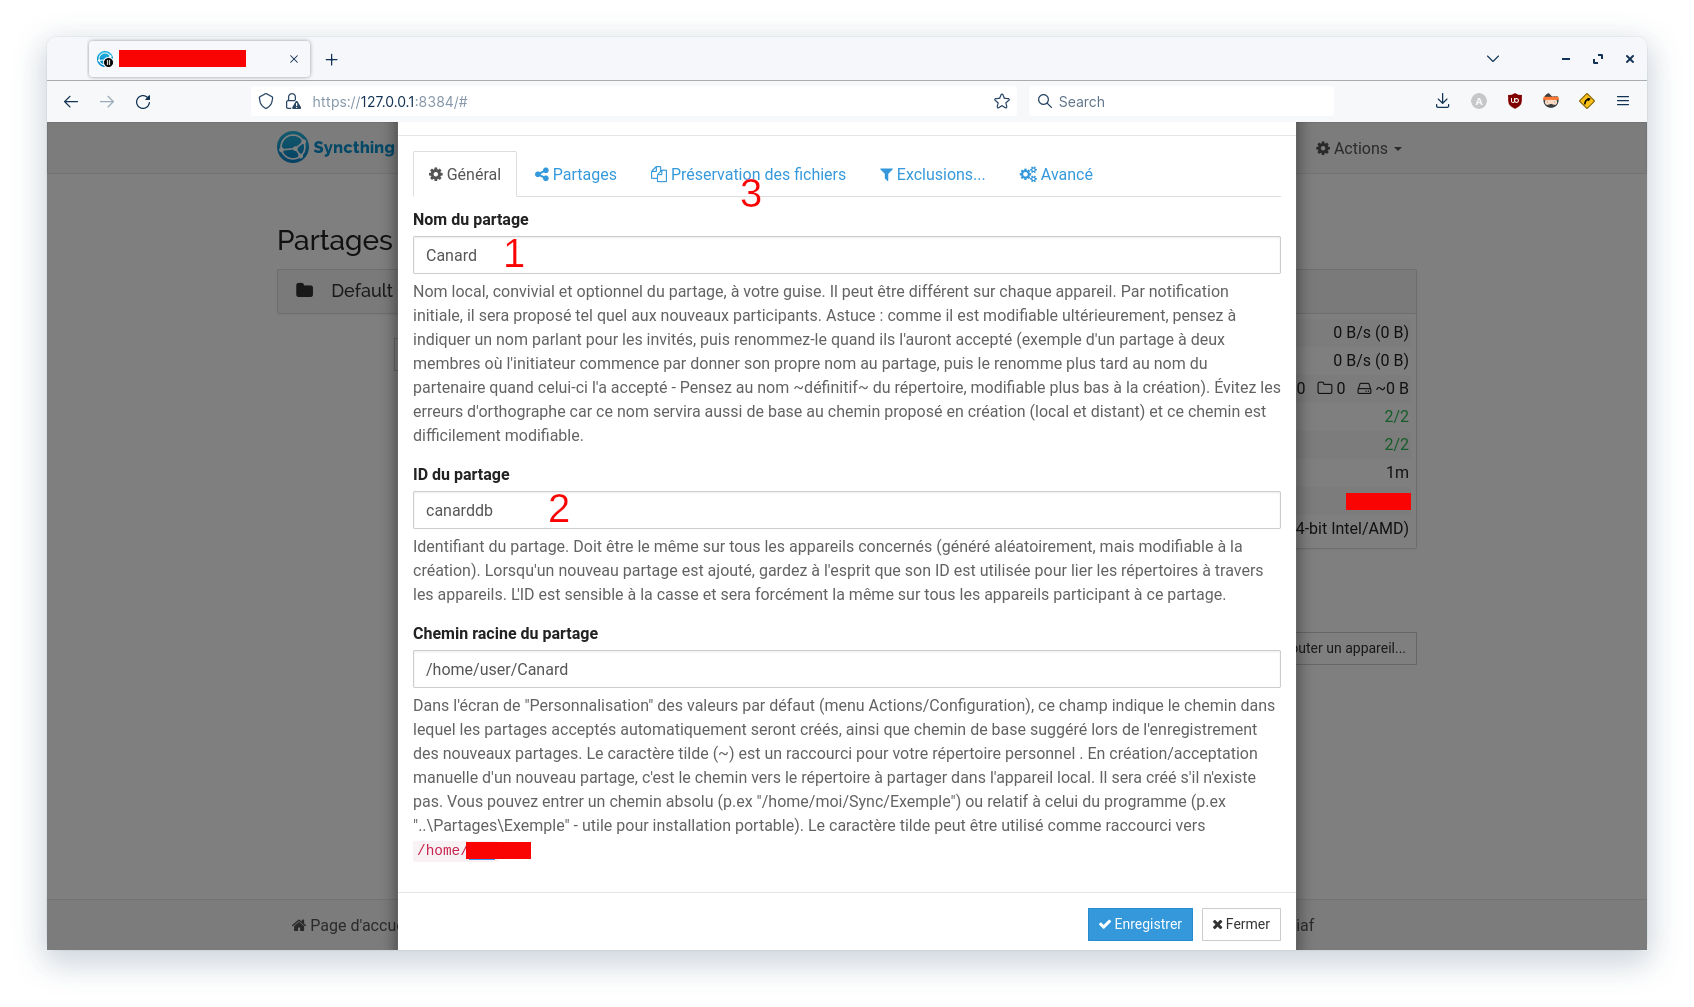 https://127.0.0.1:8384/#
Search
Syncthing
Actions
Général
Partages
Préservation des fichiers
Exclusions...
Avancé
3
Nom du partage
Partages
Canard
1
Default
Nom local, convivial et optionnel du partage, à votre guise. Il peut être différent sur chaque appareil. Par notification
initiale, il sera proposé tel quel aux nouveaux participants. Astuce : comme il est modifiable ultérieurement, pensez à
indiquer un nom parlant pour les invités, puis renommez-le quand ils l'auront accepté (exemple d'un partage à deux
membres où l'initiateur commence par donner son propre nom au partage, puis le renomme plus tard au nom du
partenaire quand celui-ci l'a accepté - Pensez au nom ~définitif~ du répertoire, modifiable plus bas à la création). Évitez les
erreurs d'orthographe car ce nom servira aussi de base au chemin proposé en création (local et distant) et ce chemin est
difficilement modifiable.
0 B/s (0 B)
0 B/s (0 B)
0 0 ~0 B
2/2
2/2
1m
4-bit Intel/AMD)
ID du partage
canarddb
2
Identifiant du partage. Doit être le même sur tous les appareils concernés (généré aléatoirement, mais modifiable à la
création). Lorsqu'un nouveau partage est ajouté, gardez à l'esprit que son ID est utilisée pour lier les répertoires à travers
les appareils. L'ID est sensible à la casse et sera forcément la même sur tous les appareils participant à ce partage.
Chemin racine du partage
outer un appareil...
/home/user/Canard
Dans l'écran de "Personnalisation" des valeurs par défaut (menu Actions/Configuration), ce champ indique le chemin dans
lequel les partages acceptés automatiquement seront créés, ainsi que chemin de base suggéré lors de l'enregistrement
des nouveaux partages. Le caractère tilde (~) est un raccourci pour votre répertoire personnel . En création/acceptation
manuelle d'un nouveau partage, c'est le chemin vers le répertoire à partager dans l'appareil local. Il sera créé s'il n'existe
pas. Vous pouvez entrer un chemin absolu (p.ex "/home/moi/Sync/Exemple") ou relatif à celui du programme (p.ex
"..\Partages\Exemple" - utile pour installation portable). Le caractère tilde peut être utilisé comme raccourci vers
/home/
Page d'accu
Enregistrer
Fermer
iaf